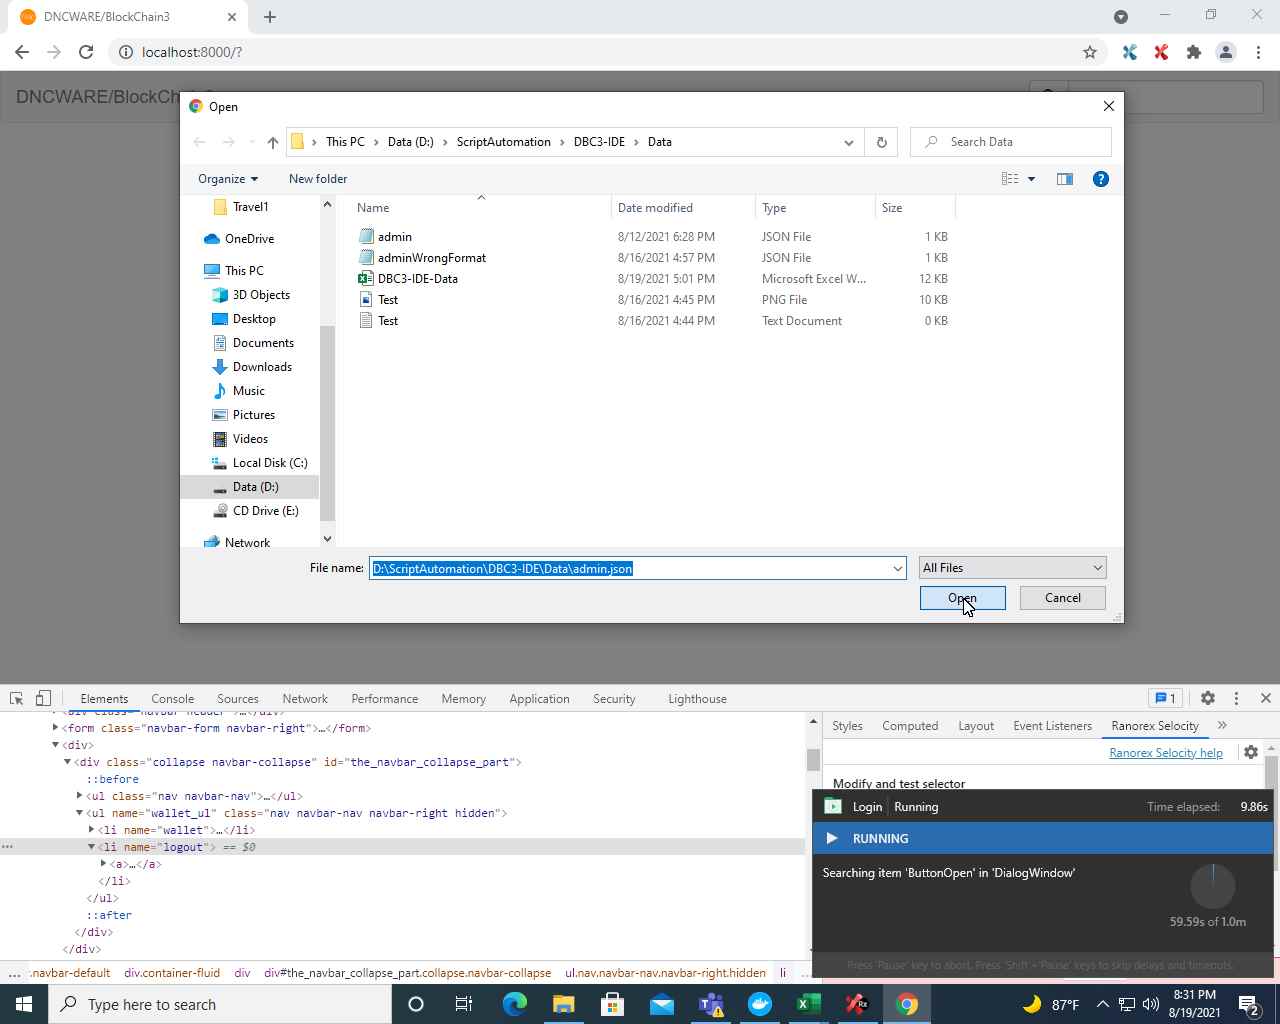 DNCWARE/BlockChain3
localhost:8000/?
DNCWARE/BlockCh
Open
This PC > Data (D:) > ScriptAutomation > DBC3-IDE > Data
Search Data
Organize
New folder
Travel1
OneDrive
This PC
3D Objects
Desktop
Documents
Downloads
Music
Pictures
Videos
Local Disk (C:)
Data (D:)
CD Drive (E:)
Network
Name Date modified Type Size
admin 8/12/2021 6:28 PM JSON File 1 KB
adminWrongFormat 8/16/2021 4:57 PM JSON File 1 KB
DBC3-IDE-Data 8/19/2021 5:01 PM Microsoft Excel W... 12 KB
Test 8/16/2021 4:45 PM PNG File 10 KB
Test 8/16/2021 4:44 PM Text Document 0 KB
File name: D:\ScriptAutomation\DBC3-IDE\Data\admin.json
All Files
Open
Cancel
Elements Console Sources Network Performance Memory Application Security Lighthouse
1
<div class="navbar-header">…</div>
<form class="navbar-form navbar-right">…</form>
<div>
<div class="collapse navbar-collapse" id="the_navbar_collapse_part">
::before
<ul class="nav navbar-nav">…</ul>
<ul name="wallet_ul" class="nav navbar-nav navbar-right hidden">
<li name="wallet">…</li>
<li name="logout"> == $0
<a>…</a>
</li>
</ul>
::after
</div>
</div>
... .navbar-default div.container-fluid div div#the_navbar_collapse_part.collapse.navbar-collapse ul.nav.navbar-nav.navbar-right.hidden li ...
Styles Computed Layout Event Listeners Ranorex Selocity »
Ranorex Selocity help
Modify and test selector
Login Running
Time elapsed: 9.86s
RUNNING
Searching item 'ButtonOpen' in 'DialogWindow'
59.59s of 1.0m
Press 'Pause' key to abort. Press 'Shift + Pause' keys to skip delays and timeouts.
Type here to search
87°F
8:31 PM
8/19/2021
2